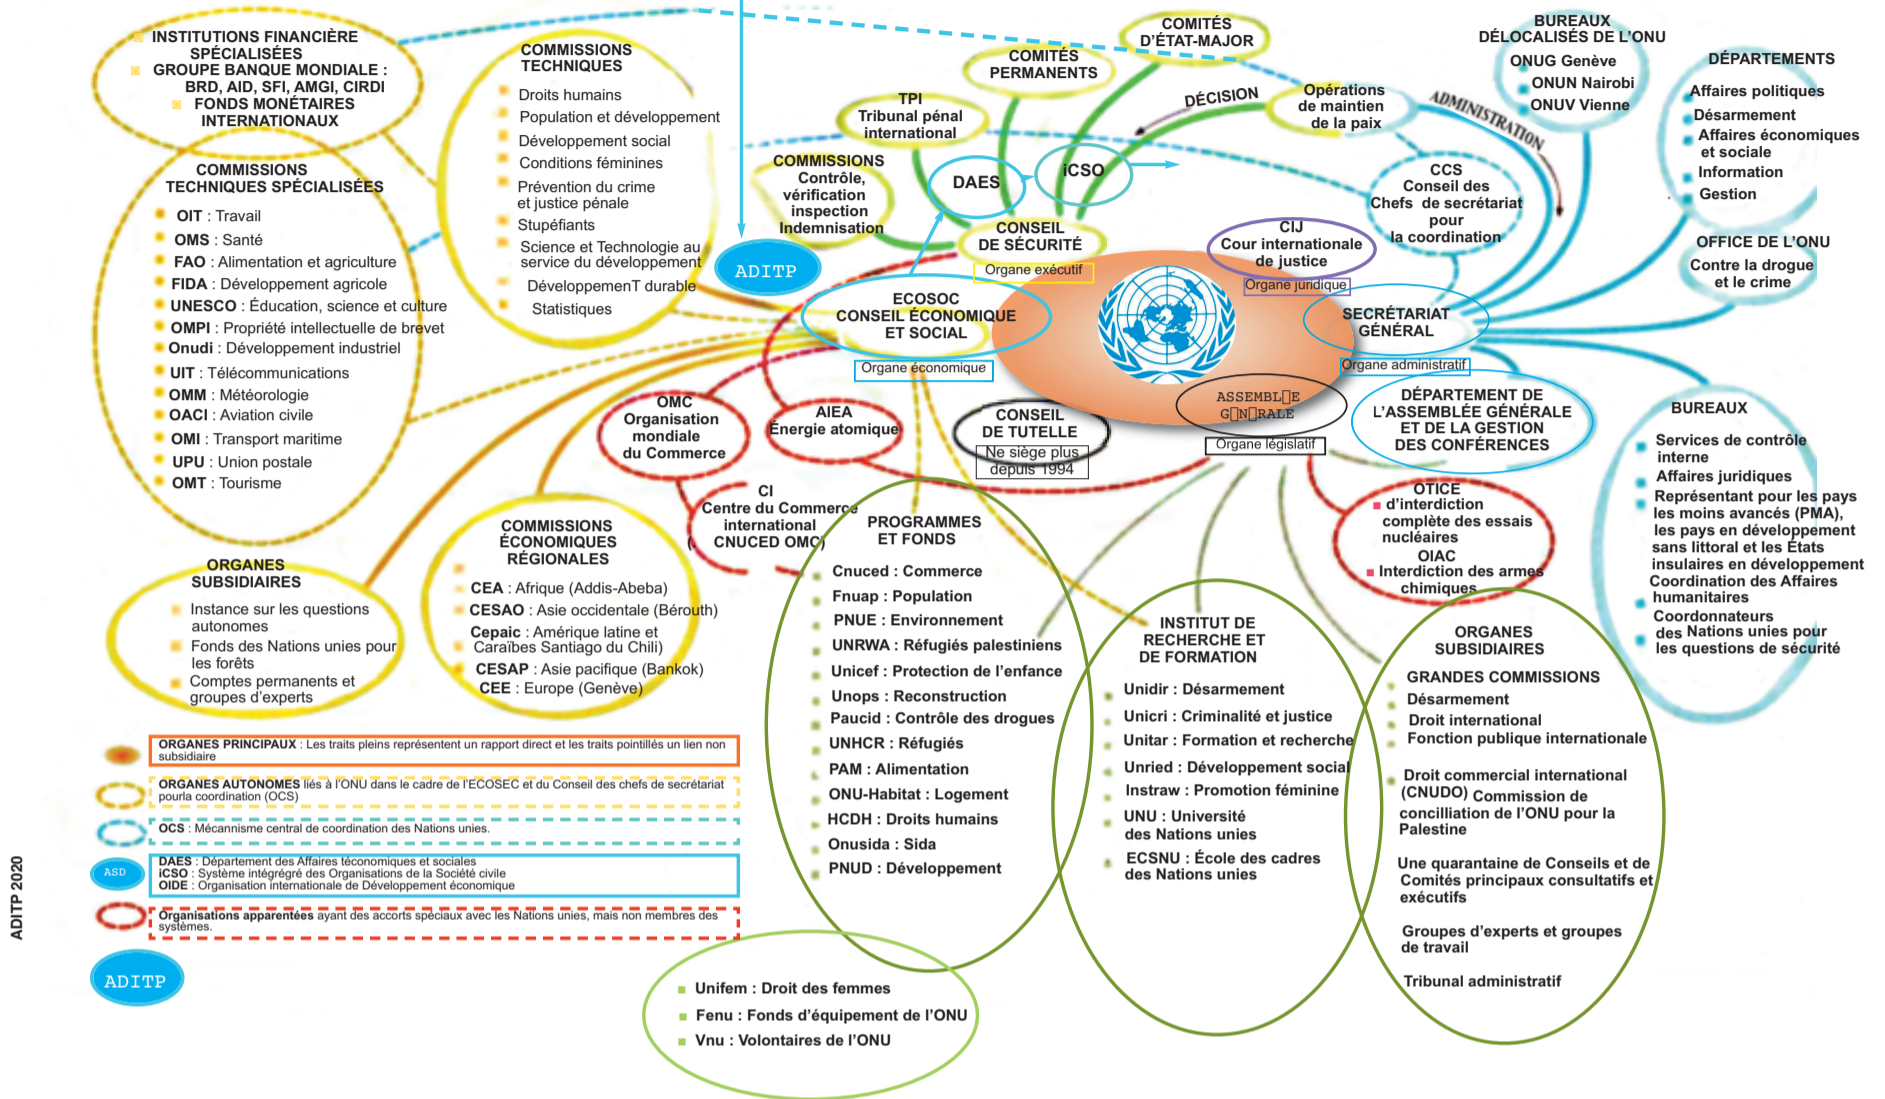 INSTITUTIONS FINANCIÈRE
SPÉCIALISÉES
GROUPE BANQUE MONDIALE :
BRD, AID, SFI, AMGI, CIRDI
FONDS MONÉTAIRES
INTERNATIONAUX
COMMISSIONS
TECHNIQUES SPÉCIALISÉES
OIT : Travail
OMS : Santé
FAO : Alimentation et agriculture
FIDA : Développement agricole
UNESCO : Éducation, science et culture
OMPI : Propriété intellectuelle de brevet
Onudi : Développement industriel
UIT : Télécommunications
OMM : Météorologie
OACI : Aviation civile
OMI : Transport maritime
UPU : Union postale
OMT : Tourisme
COMMISSIONS
TECHNIQUES
Droits humains
Population et développement
Développement social
Conditions féminines
Prévention du crime
et justice pénale
Stupéfiants
Science et Technologie au
service du développement
DéveloppemenT durable
Statistiques
ADITP
COMMISSIONS
Contrôle,
vérification
inspection
Indemnisation
TPI
Tribunal pénal
international
COMITÉS
PERMANENTS
COMITÉS
D'ÉTAT-MAJOR
DAES
iCSO
DÉCISION
Opérations
de maintien
de la paix
ADMINISTRATION
BUREAUX
DÉLOCALISÉS DE L'ONU
ONUG Genève
ONUN Nairobi
ONUV Vienne
DÉPARTEMENTS
Affaires politiques
Désarmement
Affaires économiques
et sociale
Information
Gestion
CCS
Conseil des
Chefs de secrétariat
pour
la coordination
OFFICE DE L'ONU
Contre la drogue
et le crime
CONSEIL
DE SÉCURITÉ
Organe exécutif
CIJ
Cour internationale
de justice
Organe juridique
ECOSOC
CONSEIL ÉCONOMIQUE
ET SOCIAL
Organe économique
SECRÉTARIAT
GÉNÉRAL
Organe administratif
ASSEMBL▯E
G▯N▯RALE
Organe législatif
CONSEIL
DE TUTELLE
Ne siège plus
depuis 1994
DÉPARTEMENT DE
L'ASSEMBLÉE GÉNÉRALE
ET DE LA GESTION
DES CONFÉRENCES
OMC
Organisation
mondiale
du Commerce
AIEA
Énergie atomique
CI
Centre du Commerce
international
(CNUCED OMC)
OTICE
d'interdiction
complète des essais
nucléaires
OIAC
Interdiction des armes
chimiques
BUREAUX
Services de contrôle
interne
Affaires juridiques
Représentant pour les pays
les moins avancés (PMA),
les pays en développement
sans littoral et les États
insulaires en développement
Coordination des Affaires
humanitaires
Coordonnateurs
des Nations unies pour
les questions de sécurité
ORGANES
SUBSIDIAIRES
Instance sur les questions
autonomes
Fonds des Nations unies pour
les forêts
Comptes permanents et
groupes d'experts
COMMISSIONS
ÉCONOMIQUES
RÉGIONALES
CEA : Afrique (Addis-Abeba)
CESAO : Asie occidentale (Bérouth)
Cepaic : Amérique latine et
Caraïbes Santiago du Chili)
CESAP : Asie pacifique (Bankok)
CEE : Europe (Genève)
PROGRAMMES
ET FONDS
Cnuced : Commerce
Fnuap : Population
PNUE : Environnement
UNRWA : Réfugiés palestiniens
Unicef : Protection de l'enfance
Unops : Reconstruction
Paucid : Contrôle des drogues
UNHCR : Réfugiés
PAM : Alimentation
ONU-Habitat : Logement
HCDH : Droits humains
Onusida : Sida
PNUD : Développement
INSTITUT DE
RECHERCHE ET
DE FORMATION
Unidir : Désarmement
Unicri : Criminalité et justice
Unitar : Formation et recherche
Unried : Développement social
Instraw : Promotion féminine
UNU : Université
des Nations unies
ECSNU : École des cadres
des Nations unies
ORGANES
SUBSIDIAIRES
GRANDES COMMISSIONS
Désarmement
Droit international
Fonction publique internationale
Droit commercial international
(CNUDO) Commission de
concilliation de l'ONU pour la
Palestine
Une quarantaine de Conseils et de
Comités principaux consultatifs et
exécutifs
Groupes d'experts et groupes
de travail
Tribunal administratif
Unifem : Droit des femmes
Fenu : Fonds d'équipement de l'ONU
Vnu : Volontaires de l'ONU
ORGANES PRINCIPAUX : Les traits pleins représentent un rapport direct et les traits pointillés un lien non
subsidiaire
ORGANES AUTONOMES liés à l'ONU dans le cadre de l'ECOSEC et du Conseil des chefs de secrétariat
pourla coordination (OCS)
OCS : Mécannisme central de coordination des Nations unies.
ASD
DAES : Département des Affaires téconomiques et sociales
iCSO : Système intégrégré des Organisations de la Société civile
OIDE : Organisation internationale de Développement économique
Organisations apparentées ayant des accorts spéciaux avec les Nations unies, mais non membres des
systèmes.
ADITP
ADITP 2020